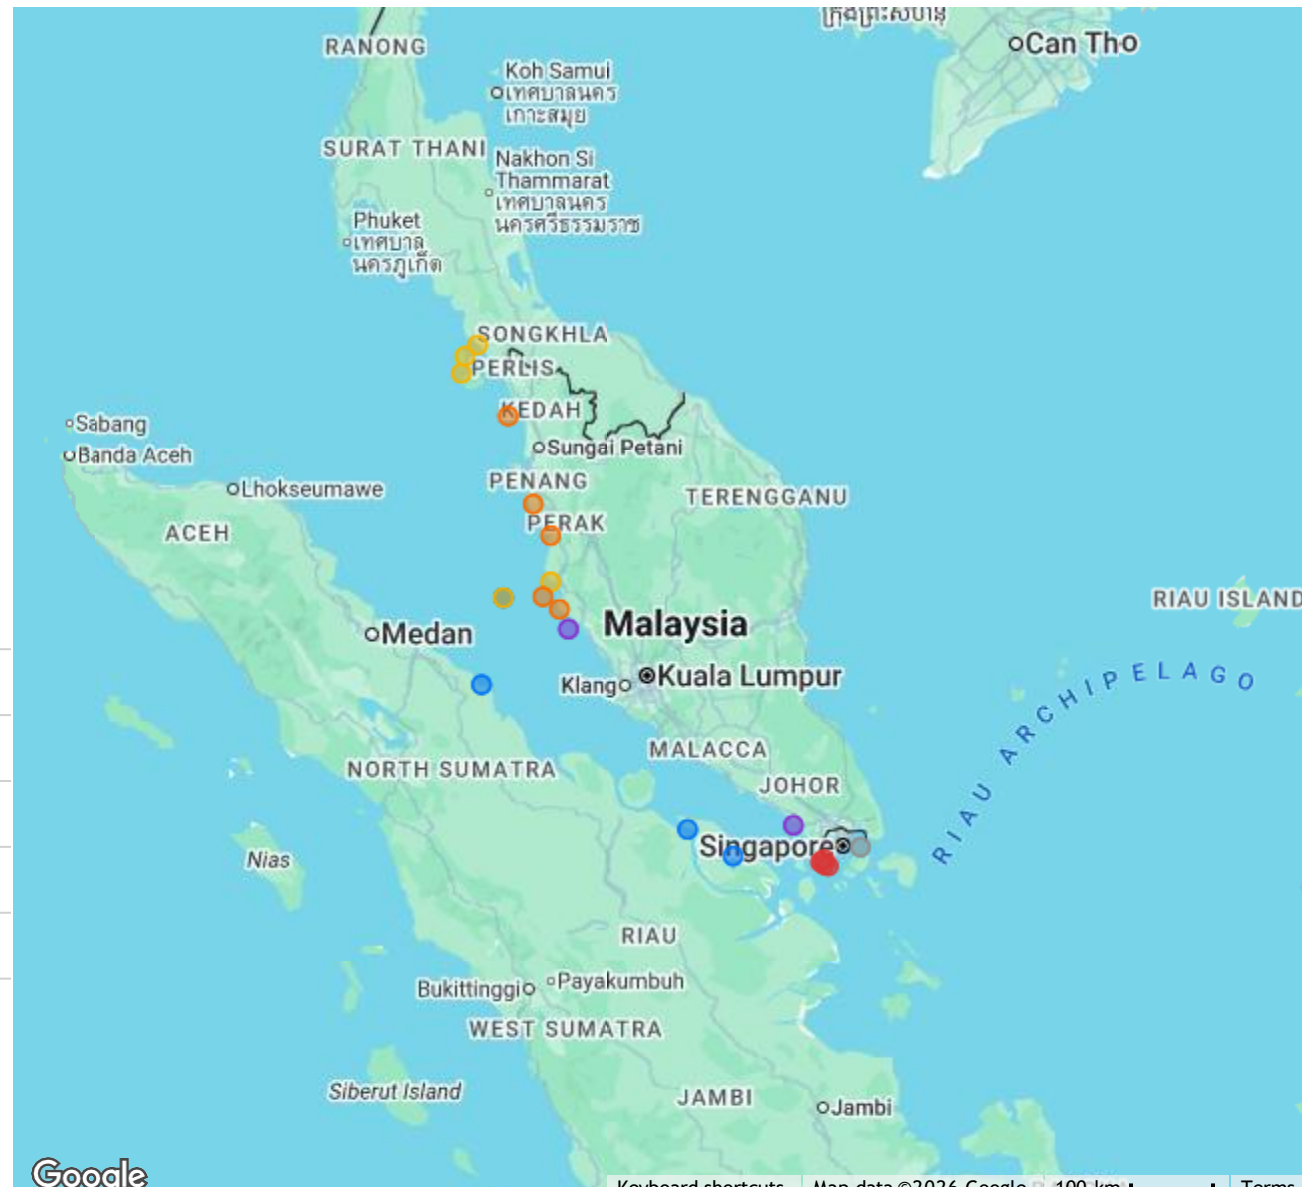 RANONG
Koh Samui
เทศบาลนคร
เกาะสมุย
Can Tho
SURAT THANI
Nakhon Si
Thammarat
เทศบาลนคร
นครศรีธรรมราช
Phuket
เทศบาล
นครภูเก็ต
SONGKHLA
PERLIS
KEDAH
Sabang
Banda Aceh
Sungai Petani
Lhokseumawe
PENANG
TERENGGANU
PERAK
ACEH
RIAU ISLAND
Malaysia
Medan
Klang
Kuala Lumpur
RIAU ARCHIPELAGO
MALACCA
NORTH SUMATRA
JOHOR
Singapore
Nias
RIAU
Bukittinggi
Payakumbuh
WEST SUMATRA
Siberut Island
JAMBI
Jambi
Google
Keyboard shortcuts
Map data ©2026 Google
100 km
Terms